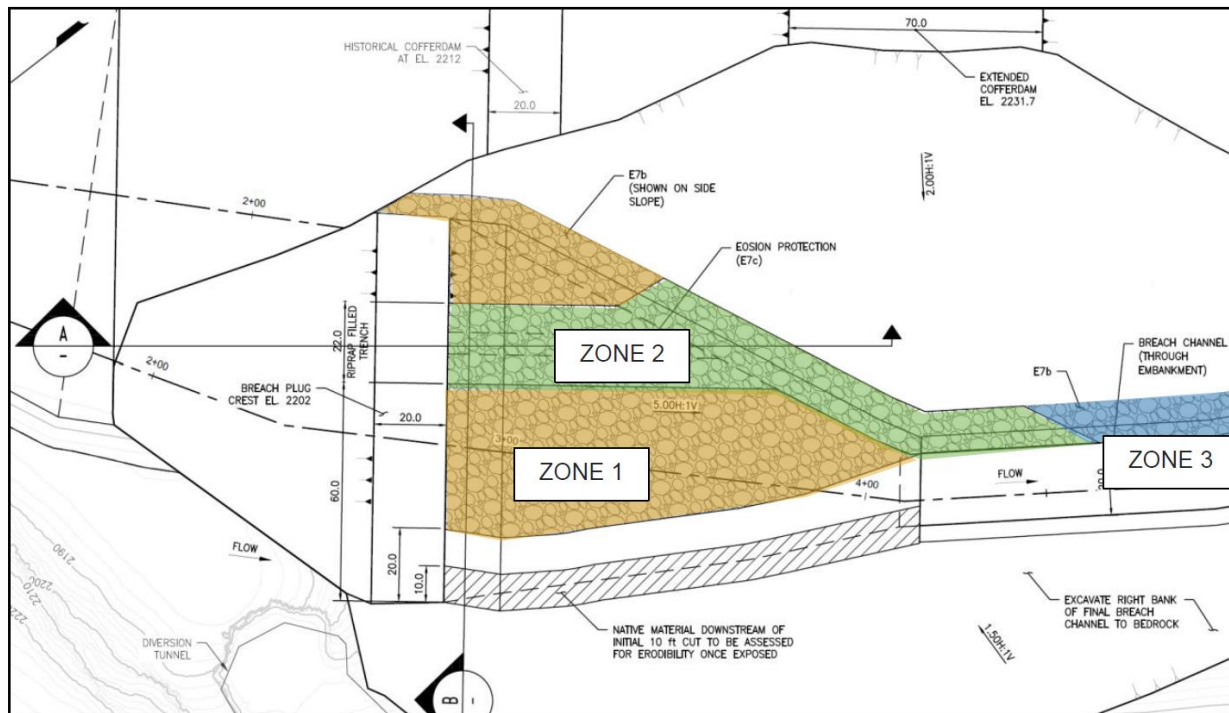 70.0
HISTORICAL COFFERDAM
AT EL. 2212
20.0
EXTENDED
COFFERDAM
EL. 2231.7
2.00H:1V
E7b
(SHOWN ON SIDE
SLOPE)
2+00
EOSION PROTECTION
(E7c)
A
-
2+00
22.0
RIPRAP FILLED
TRENCH
ZONE 2
BREACH CHANNEL
(THROUGH
EMBANKMENT)
E7b
BREACH PLUG
CREST EL. 2202
20.0
5.00H:1V
3+00
ZONE 1
ZONE 3
60.0
4+00
FLOW
FLOW
20.0
10.0
2190
2200
2210
NATIVE MATERIAL DOWNSTREAM OF
INITIAL 10 ft CUT TO BE ASSESSED
FOR ERODIBILITY ONCE EXPOSED
EXCAVATE RIGHT BANK
OF FINAL BREACH
CHANNEL TO BEDROCK
1.50H:1V
DIVERSION
TUNNEL
B
-